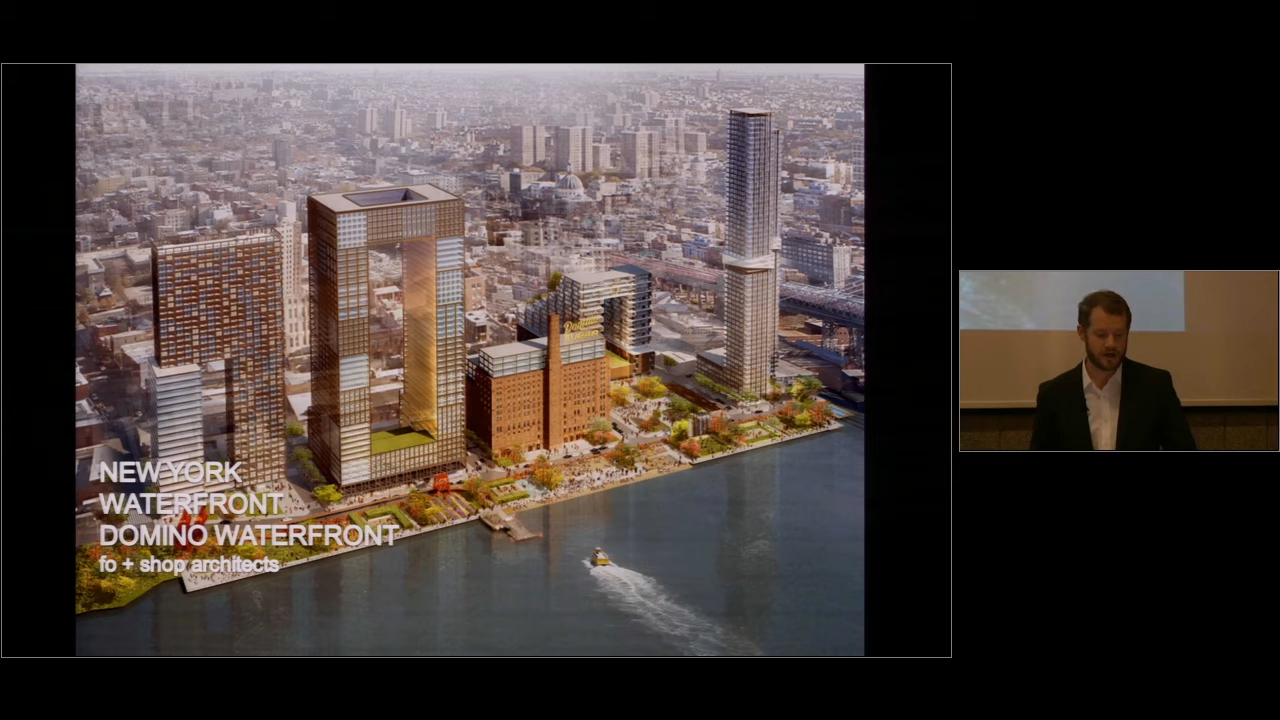 NEW YORK
WATERFRONT
DOMINO WATERFRONT
fo + shop architects